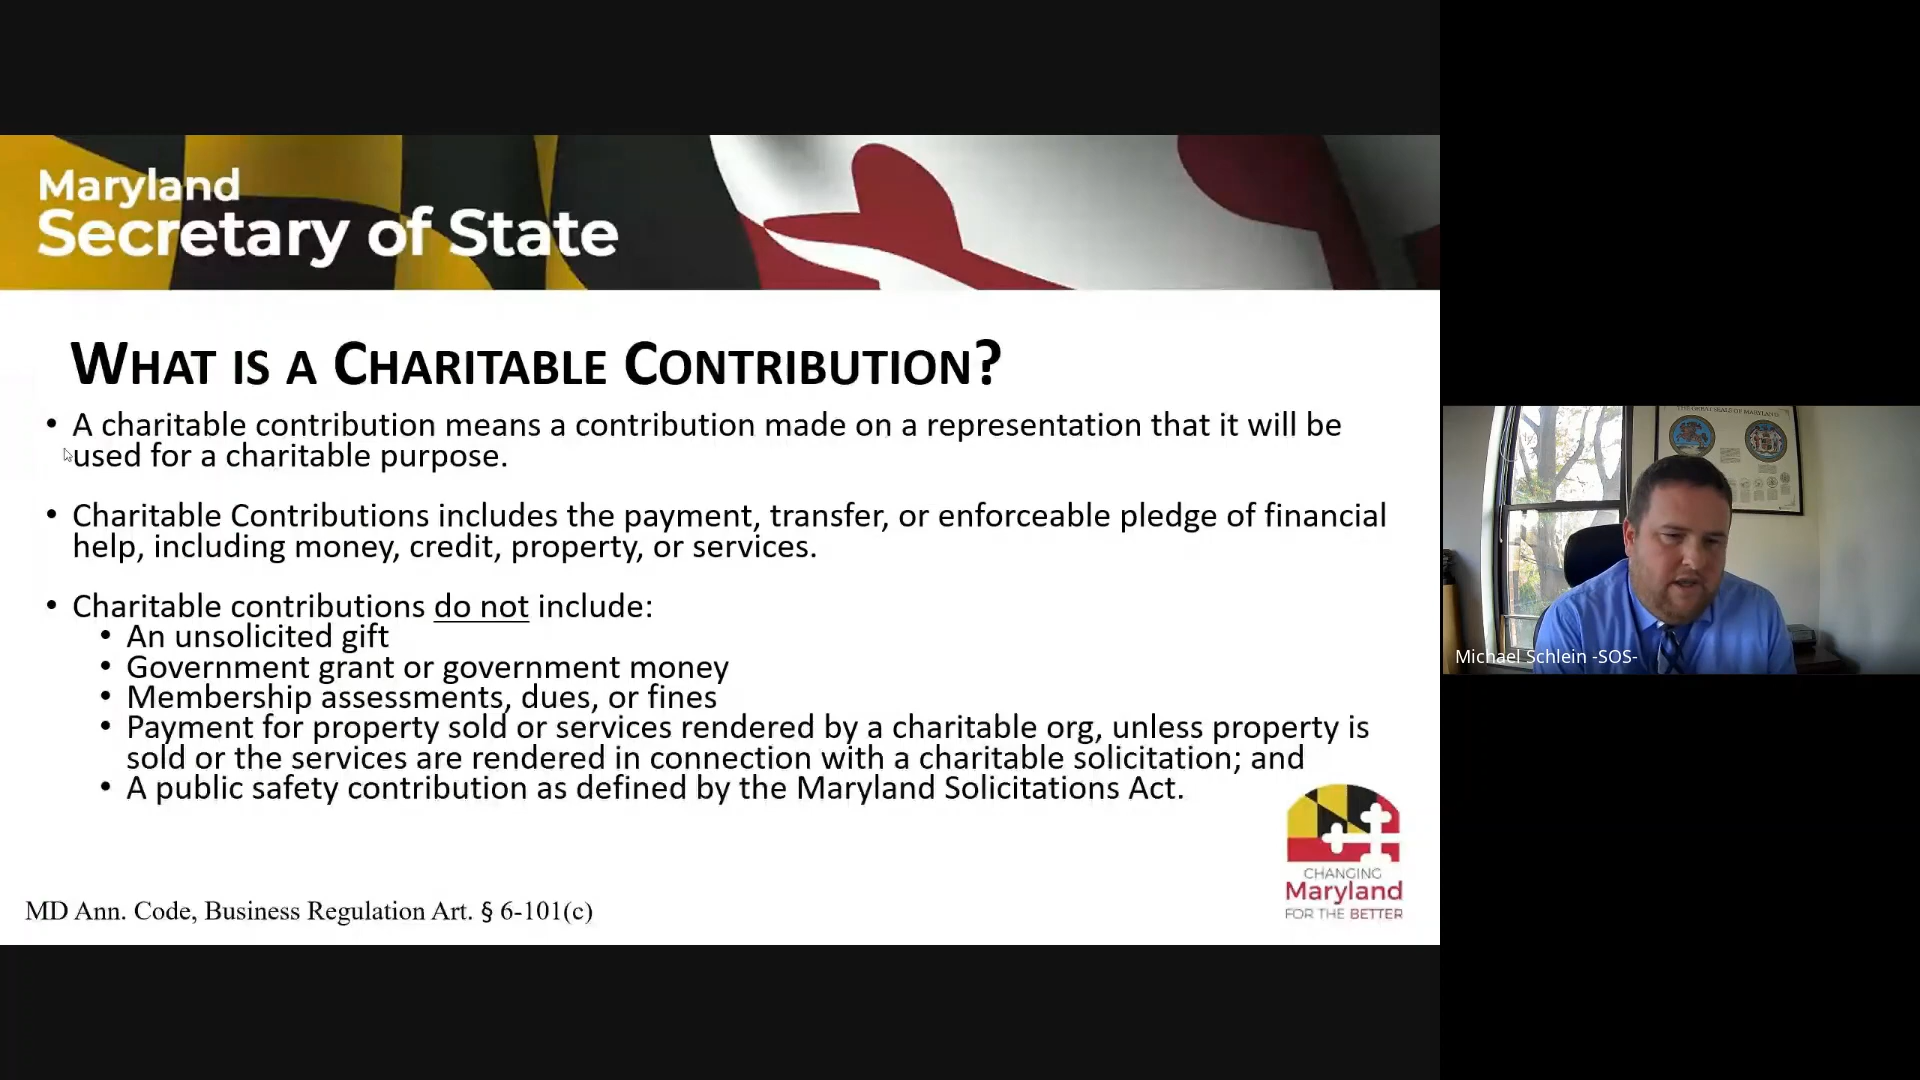 Maryland
Secretary of State
WHAT IS A CHARITABLE CONTRIBUTION?
• A charitable contribution means a contribution made on a representation that it will be
used for a charitable purpose.
• Charitable Contributions includes the payment, transfer, or enforceable pledge of financial
help, including money, credit, property, or services.
• Charitable contributions do not include:
• An unsolicited gift
• Government grant or government money
• Membership assessments, dues, or fines
• Payment for property sold or services rendered by a charitable org, unless property is
sold or the services are rendered in connection with a charitable solicitation; and
• A public safety contribution as defined by the Maryland Solicitations Act.
CHANGING
Maryland
FOR THE BETTER
MD Ann. Code, Business Regulation Art. § 6-101(c)
THE GREAT SEALS OF MARYLAND
Michael Schlein -SOS-